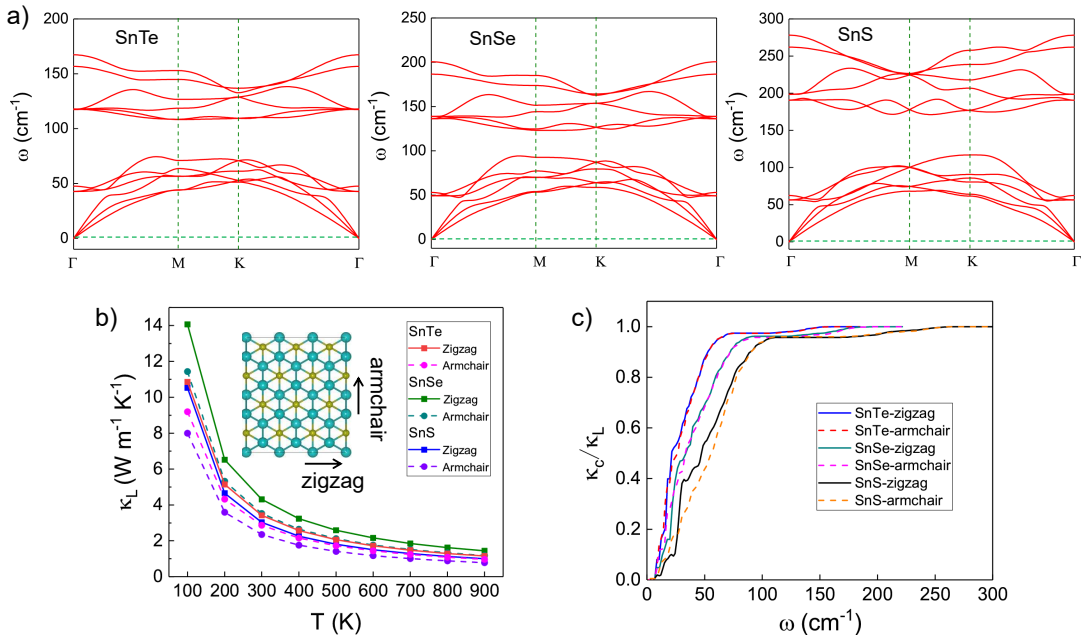 a)
SnTe
ω (cm⁻¹)
200
150
100
50
0
Γ M K Γ
SnSe
ω (cm⁻¹)
250
200
150
100
50
0
Γ M K Γ
SnS
ω (cm⁻¹)
300
250
200
150
100
50
0
Γ M K Γ
b)
κL (W m⁻¹ K⁻¹)
14
12
10
8
6
4
2
0
100 200 300 400 500 600 700 800 900
T (K)
armchair
zigzag
SnTe
Zigzag
Armchair
SnSe
Zigzag
Armchair
SnS
Zigzag
Armchair
c)
κc/κL
1.0
0.8
0.6
0.4
0.2
0.0
0 50 100 150 200 250 300
ω (cm⁻¹)
SnTe-zigzag
SnTe-armchair
SnSe-zigzag
SnSe-armchair
SnS-zigzag
SnS-armchair